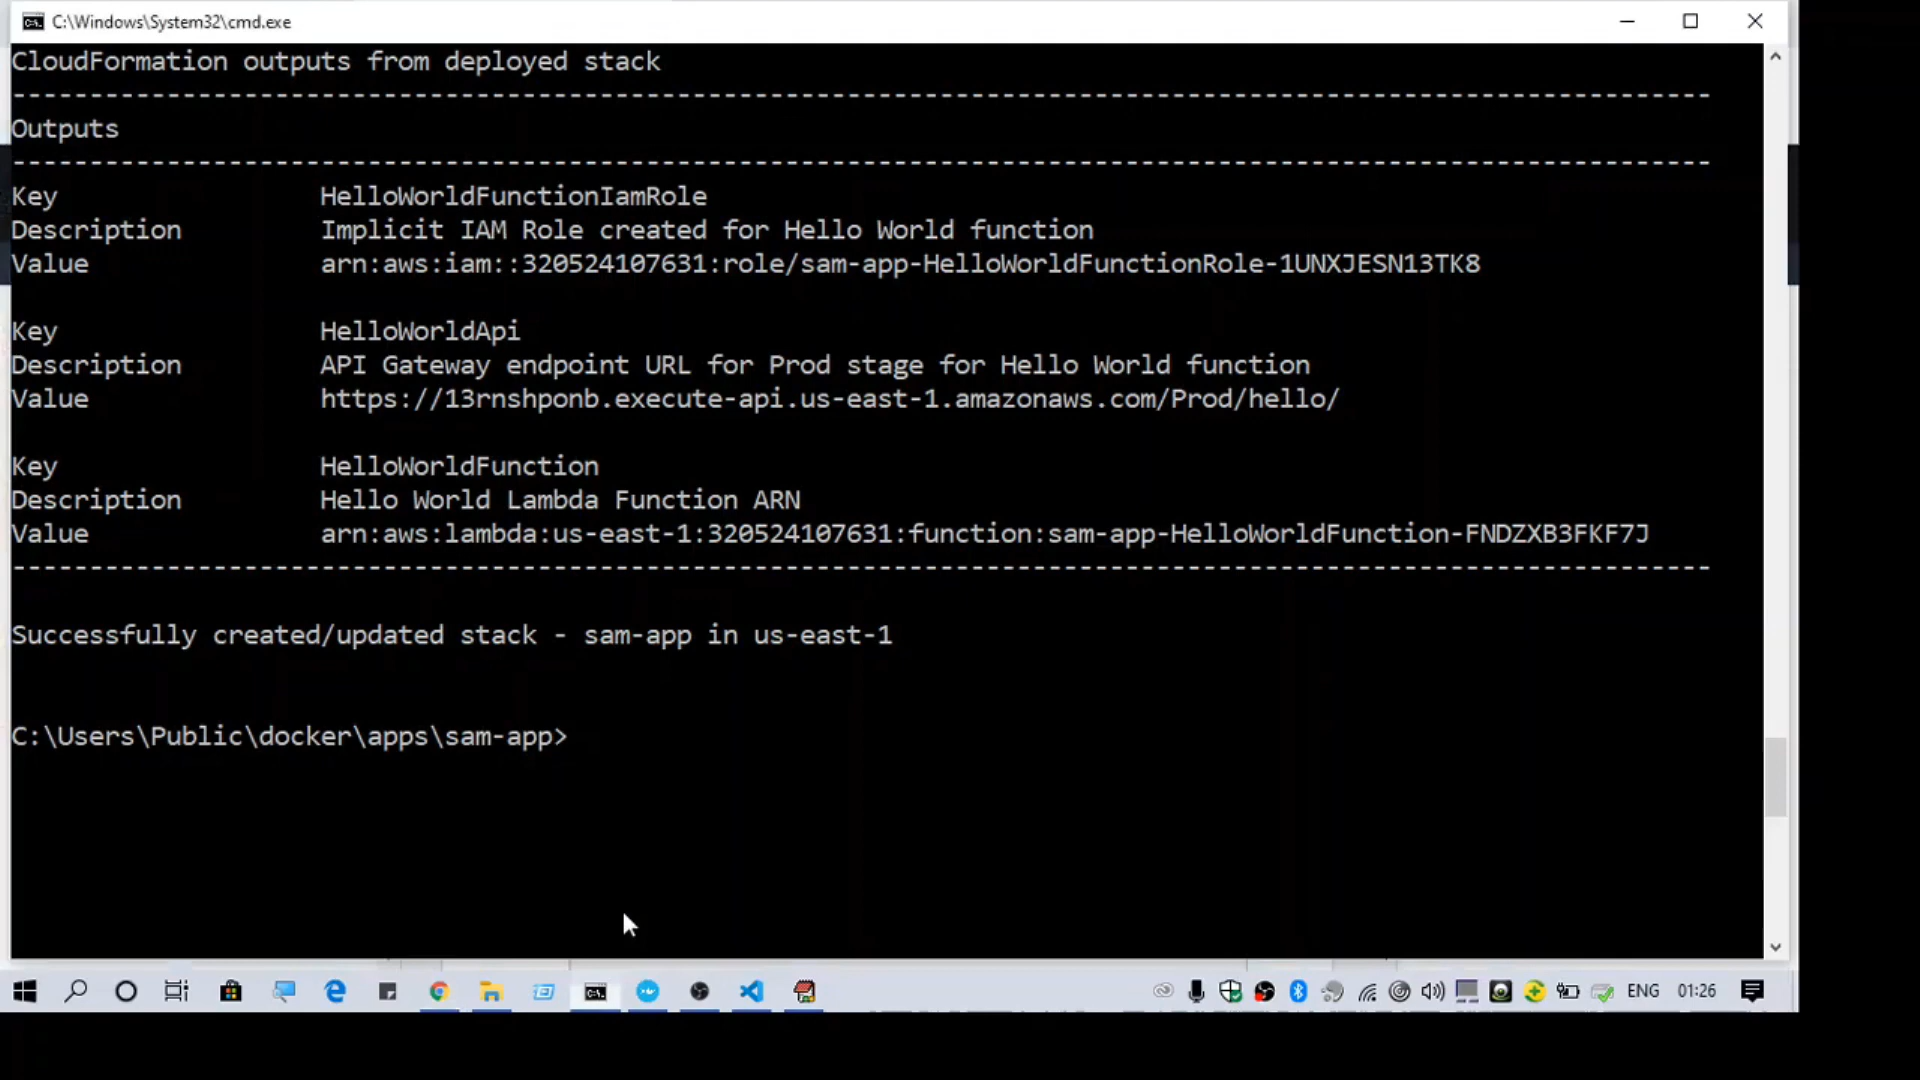 C:\Windows\System32\cmd.exe
CloudFormation outputs from deployed stack
-------------------------------------------------------------------------------------------------------------
Outputs
-------------------------------------------------------------------------------------------------------------
Key HelloWorldFunctionIamRole
Description Implicit IAM Role created for Hello World function
Value arn:aws:iam::320524107631:role/sam-app-HelloWorldFunctionRole-1UNXJESN13TK8
Key HelloWorldApi
Description API Gateway endpoint URL for Prod stage for Hello World function
Value https://13rnshponb.execute-api.us-east-1.amazonaws.com/Prod/hello/
Key HelloWorldFunction
Description Hello World Lambda Function ARN
Value arn:aws:lambda:us-east-1:320524107631:function:sam-app-HelloWorldFunction-FNDZXB3FKF7J
-------------------------------------------------------------------------------------------------------------
Successfully created/updated stack - sam-app in us-east-1
C:\Users\Public\docker\apps\sam-app>
ENG 01:26